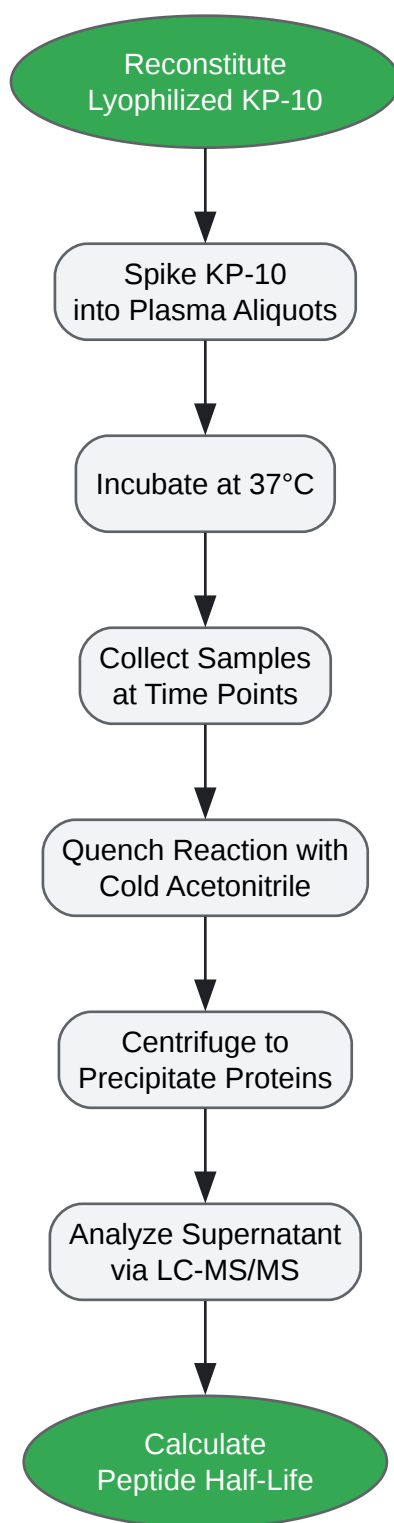 Reconstitute
Lyophilized KP-10
Spike KP-10
into Plasma Aliquots
Incubate at 37°C
Collect Samples
at Time Points
Quench Reaction with
Cold Acetonitrile
Centrifuge to
Precipitate Proteins
Analyze Supernatant
via LC-MS/MS
Calculate
Peptide Half-Life